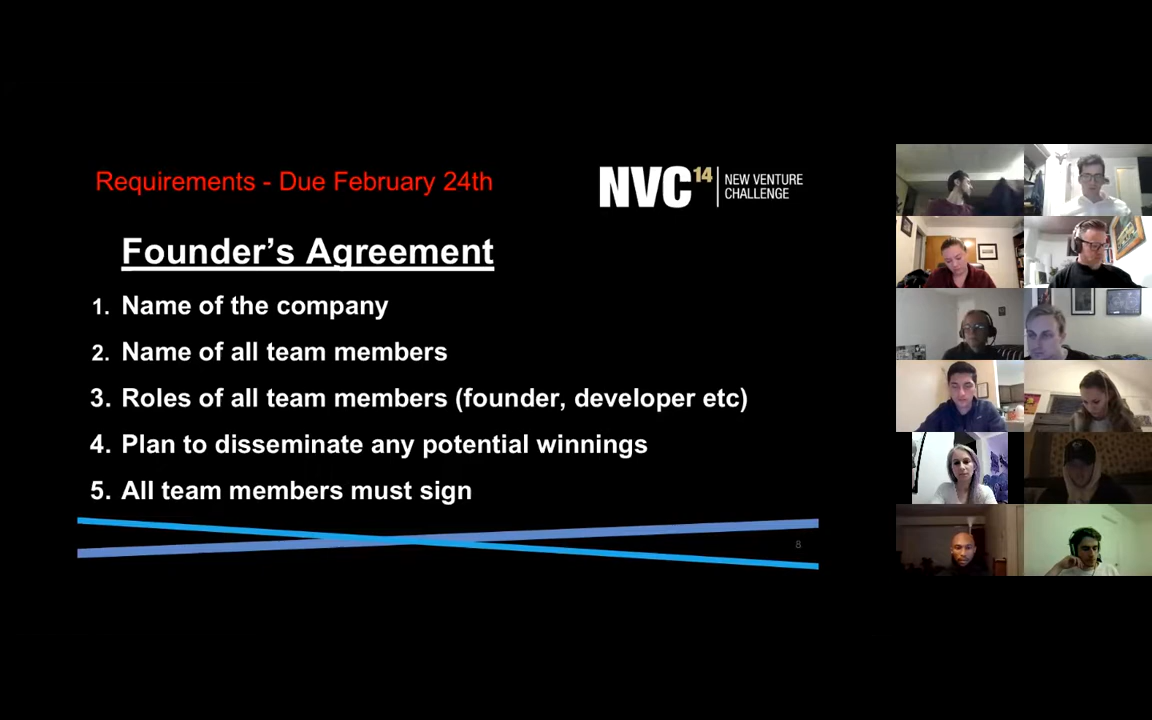 Requirements - Due February 24th
NVC14 | NEW VENTURE
CHALLENGE
Founder’s Agreement
1. Name of the company
2. Name of all team members
3. Roles of all team members (founder, developer etc)
4. Plan to disseminate any potential winnings
5. All team members must sign
8